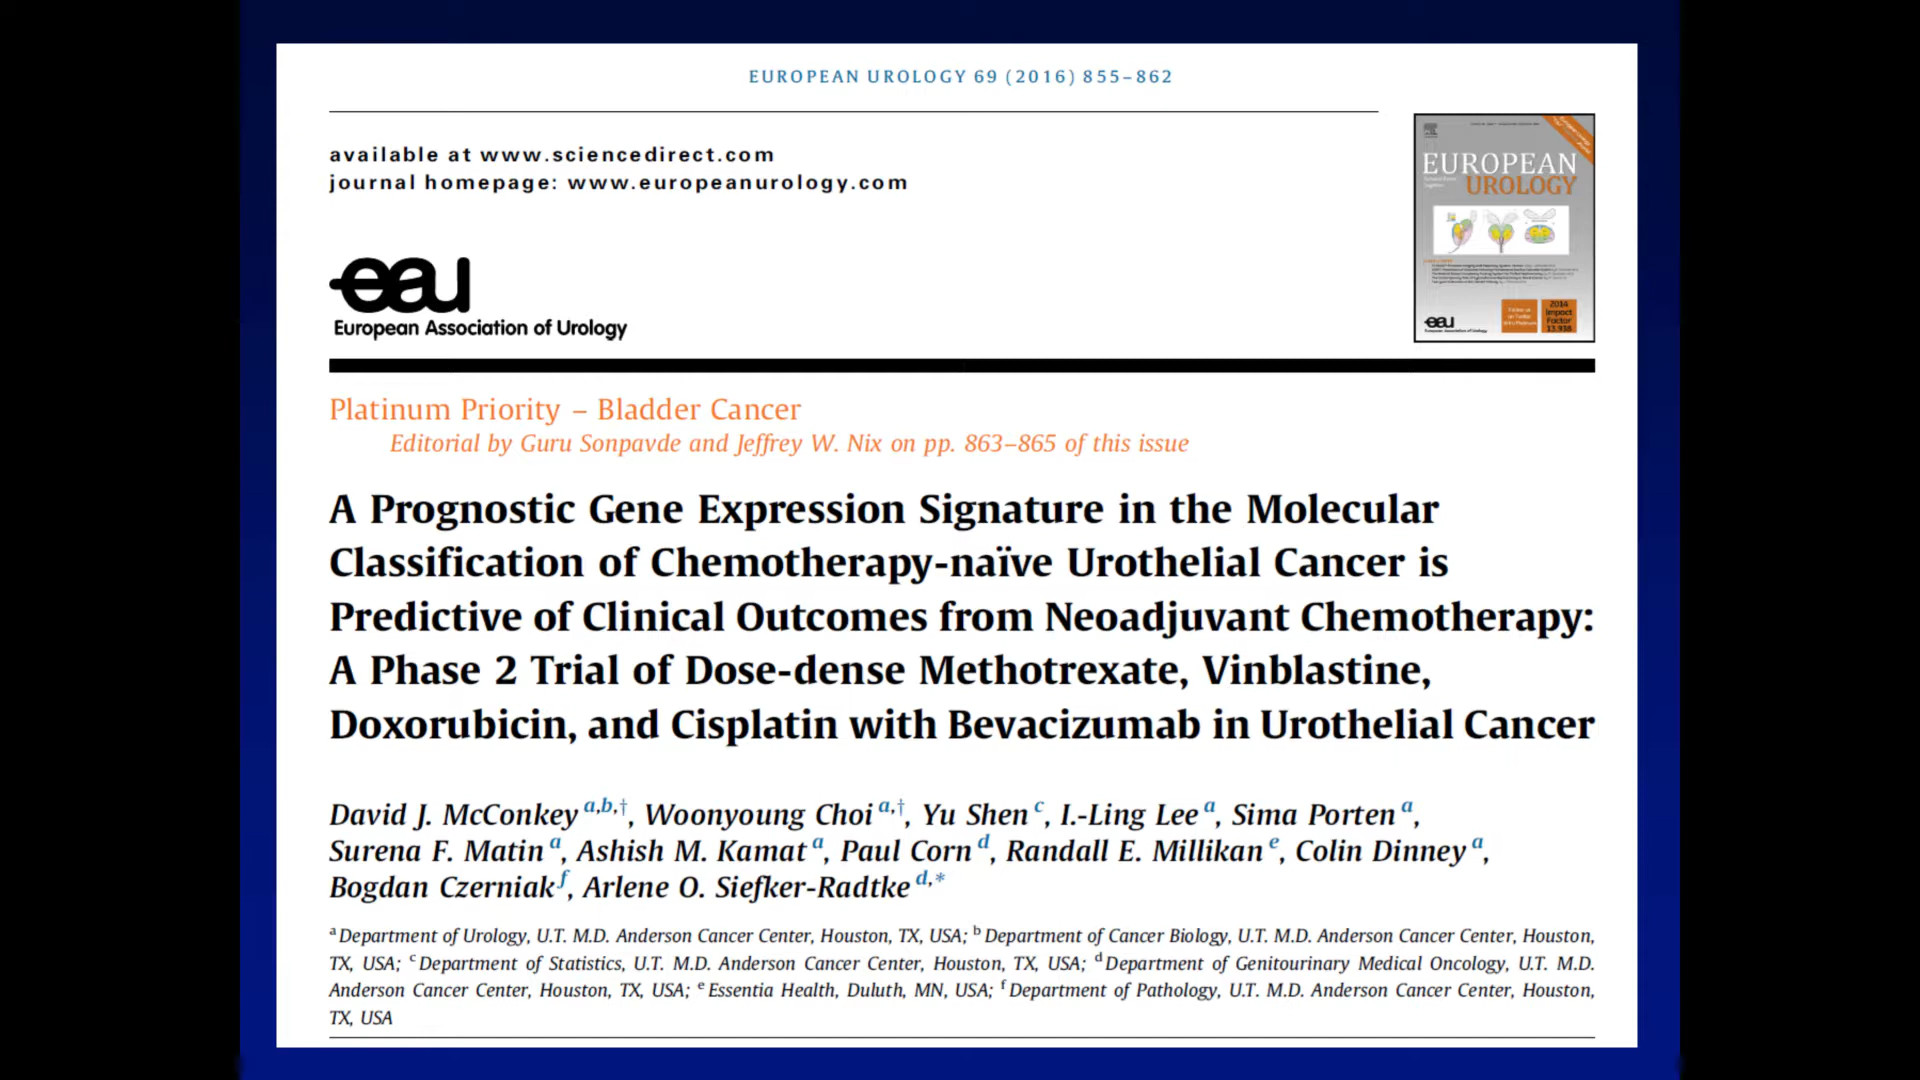 EUROPEAN UROLOGY 69 (2016) 855–862
available at www.sciencedirect.com
journal homepage: www.europeanurology.com
EUROPEAN
UROLOGY
2014
Impact
Factor
13.938
eau
eau
European Association of Urology
Platinum Priority – Bladder Cancer
Editorial by Guru Sonpavde and Jeffrey W. Nix on pp. 863–865 of this issue
A Prognostic Gene Expression Signature in the Molecular
Classification of Chemotherapy-naïve Urothelial Cancer is
Predictive of Clinical Outcomes from Neoadjuvant Chemotherapy:
A Phase 2 Trial of Dose-dense Methotrexate, Vinblastine,
Doxorubicin, and Cisplatin with Bevacizumab in Urothelial Cancer
David J. McConkey a,b,†, Woonyoung Choi a,†, Yu Shen c, I.-Ling Lee a, Sima Porten a,
Surena F. Matin a, Ashish M. Kamat a, Paul Corn d, Randall E. Millikan e, Colin Dinney a,
Bogdan Czerniak f, Arlene O. Siefker-Radtke d,*
a Department of Urology, U.T. M.D. Anderson Cancer Center, Houston, TX, USA; b Department of Cancer Biology, U.T. M.D. Anderson Cancer Center, Houston,
TX, USA; c Department of Statistics, U.T. M.D. Anderson Cancer Center, Houston, TX, USA; d Department of Genitourinary Medical Oncology, U.T. M.D.
Anderson Cancer Center, Houston, TX, USA; e Essentia Health, Duluth, MN, USA; f Department of Pathology, U.T. M.D. Anderson Cancer Center, Houston,
TX, USA